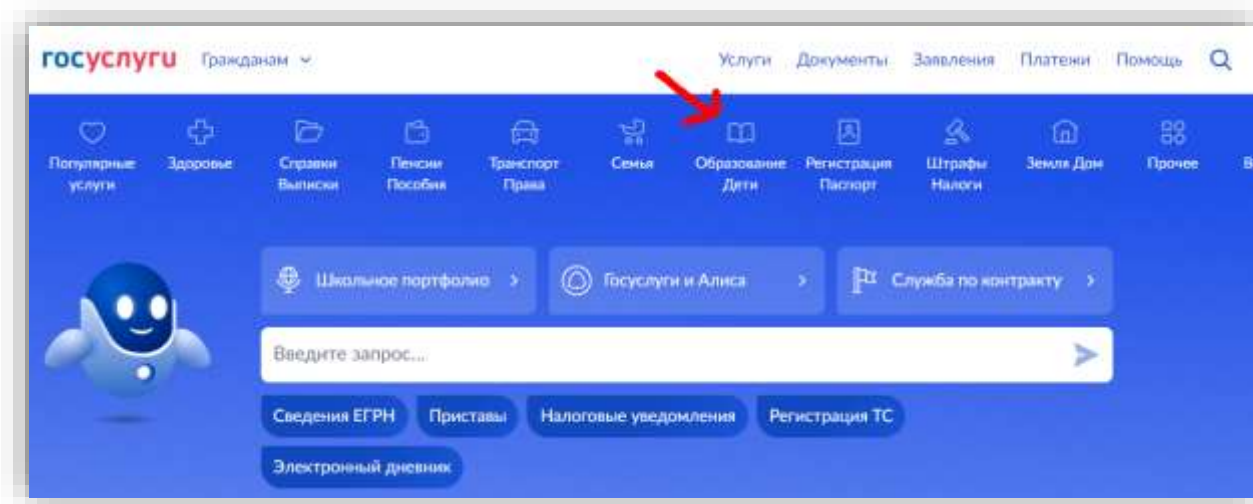 госуслуги Гражданам Услуги Документы Заявления Платежи Помощь
Популярные услуги
Здоровье
Справки Выписки
Пенсии Пособия
Транспорт Права
Семья
Образование Дети
Регистрация Паспорт
Штрафы Налоги
Земля Дом
Прочее
Школьное портфолио
Госуслуги и Алиса
Служба по контракту
Введите запрос...
Сведения ЕГРН Приставы Налоговые уведомления Регистрация ТС
Электронный дневник